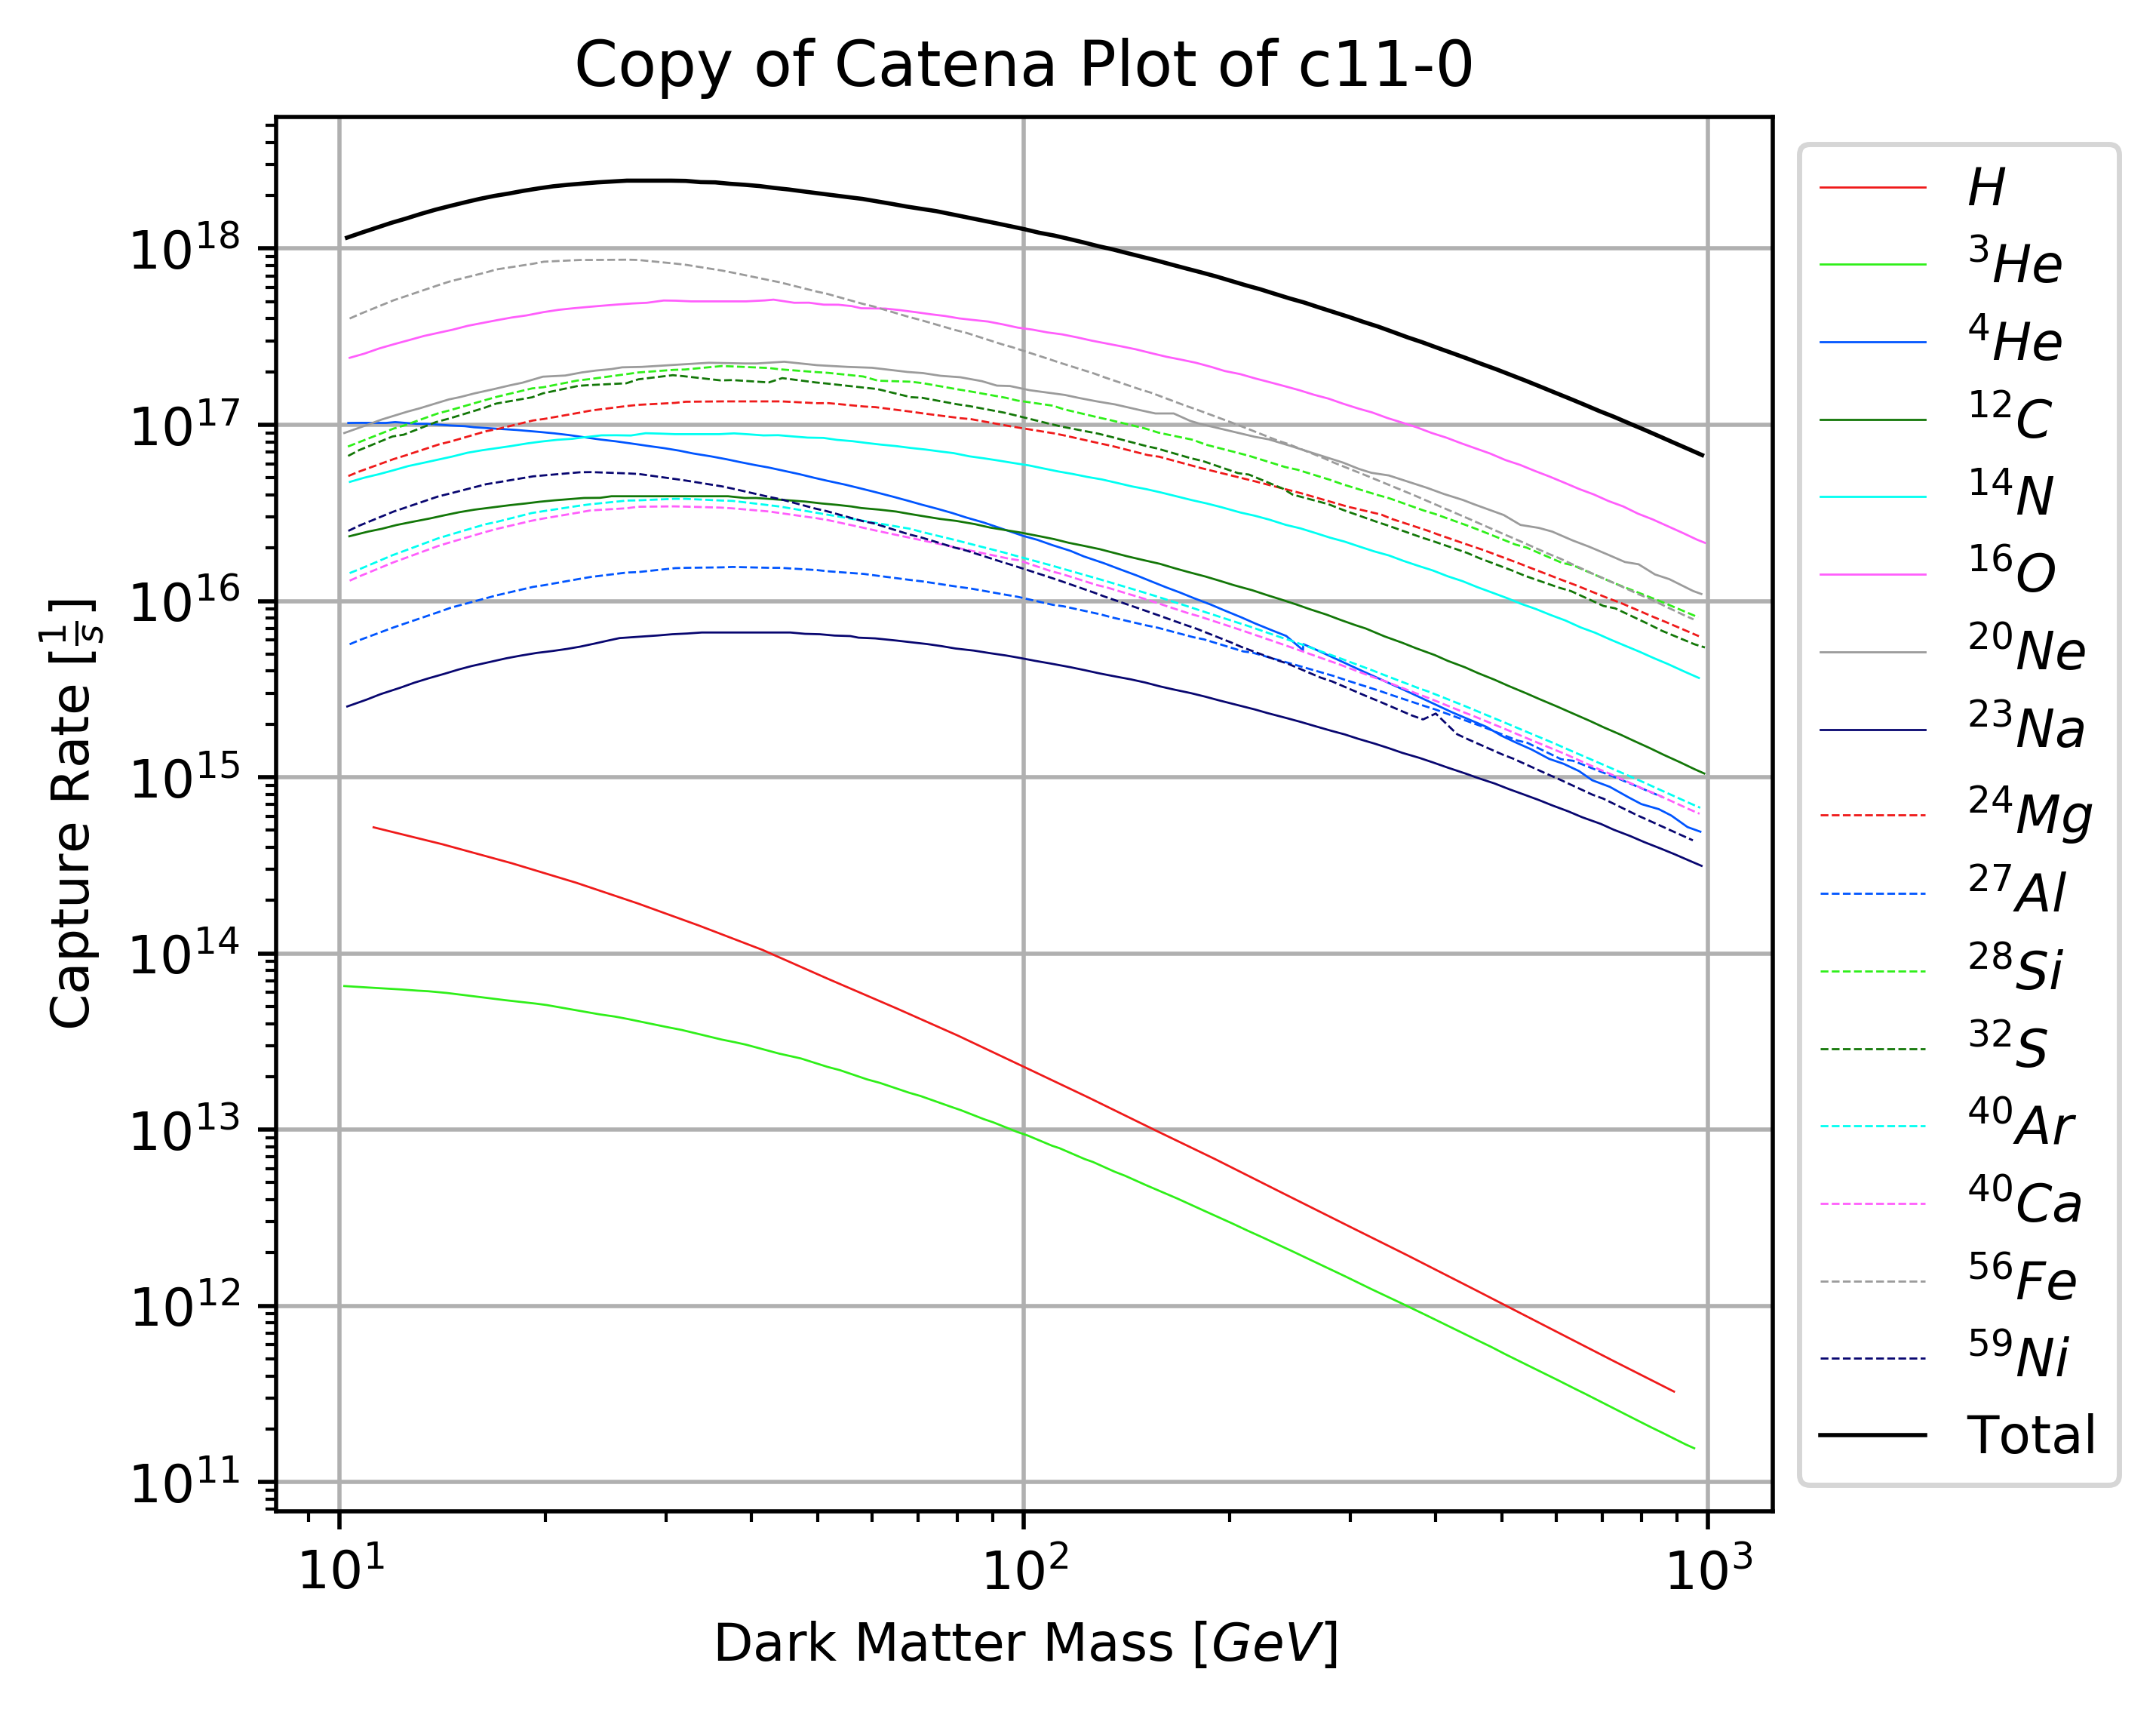 Copy of Catena Plot of c11-0
Capture Rate [1/s]
10^18
10^17
10^16
10^15
10^14
10^13
10^12
10^11
10^1 10^2 10^3
Dark Matter Mass [GeV]
H
^3He
^4He
^12C
^14N
^16O
^20Ne
^23Na
^24Mg
^27Al
^28Si
^32S
^40Ar
^40Ca
^56Fe
^59Ni
Total